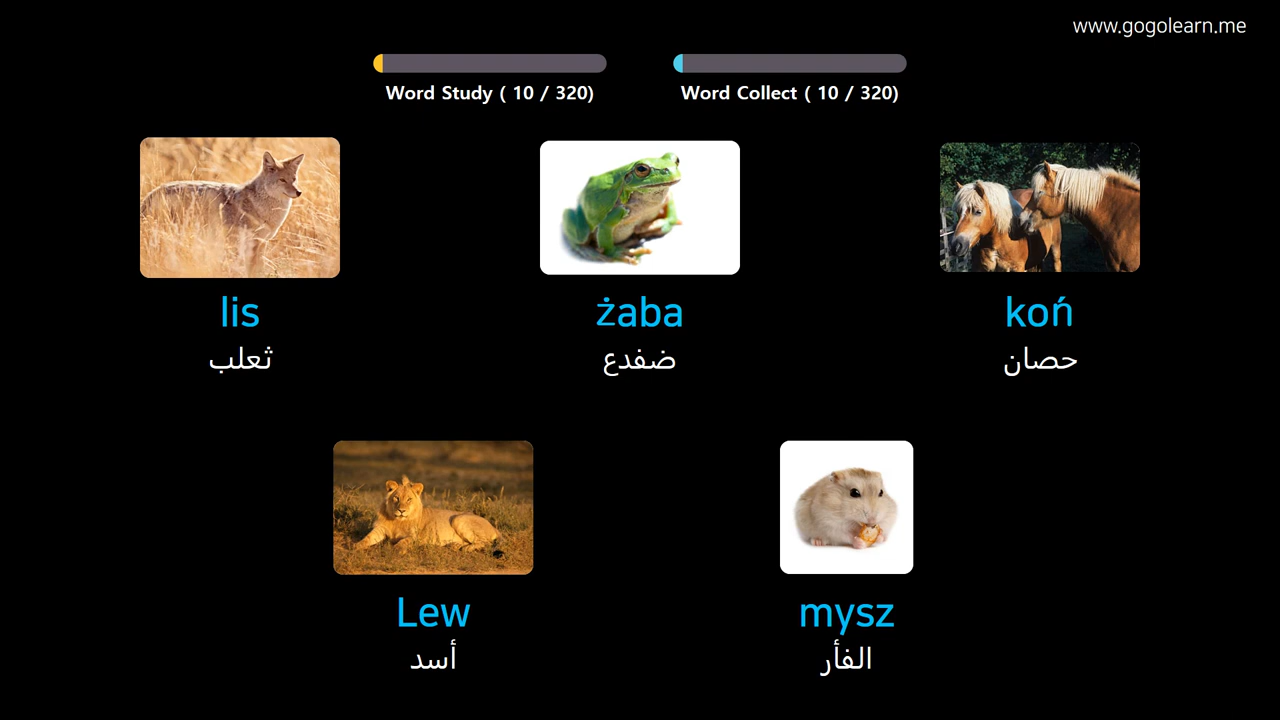 www.gogolearn.me
Word Study ( 10 / 320)
Word Collect ( 10 / 320)
lis
ثعلب
żaba
ضفدع
koń
حصان
Lew
أسد
mysz
الفأر